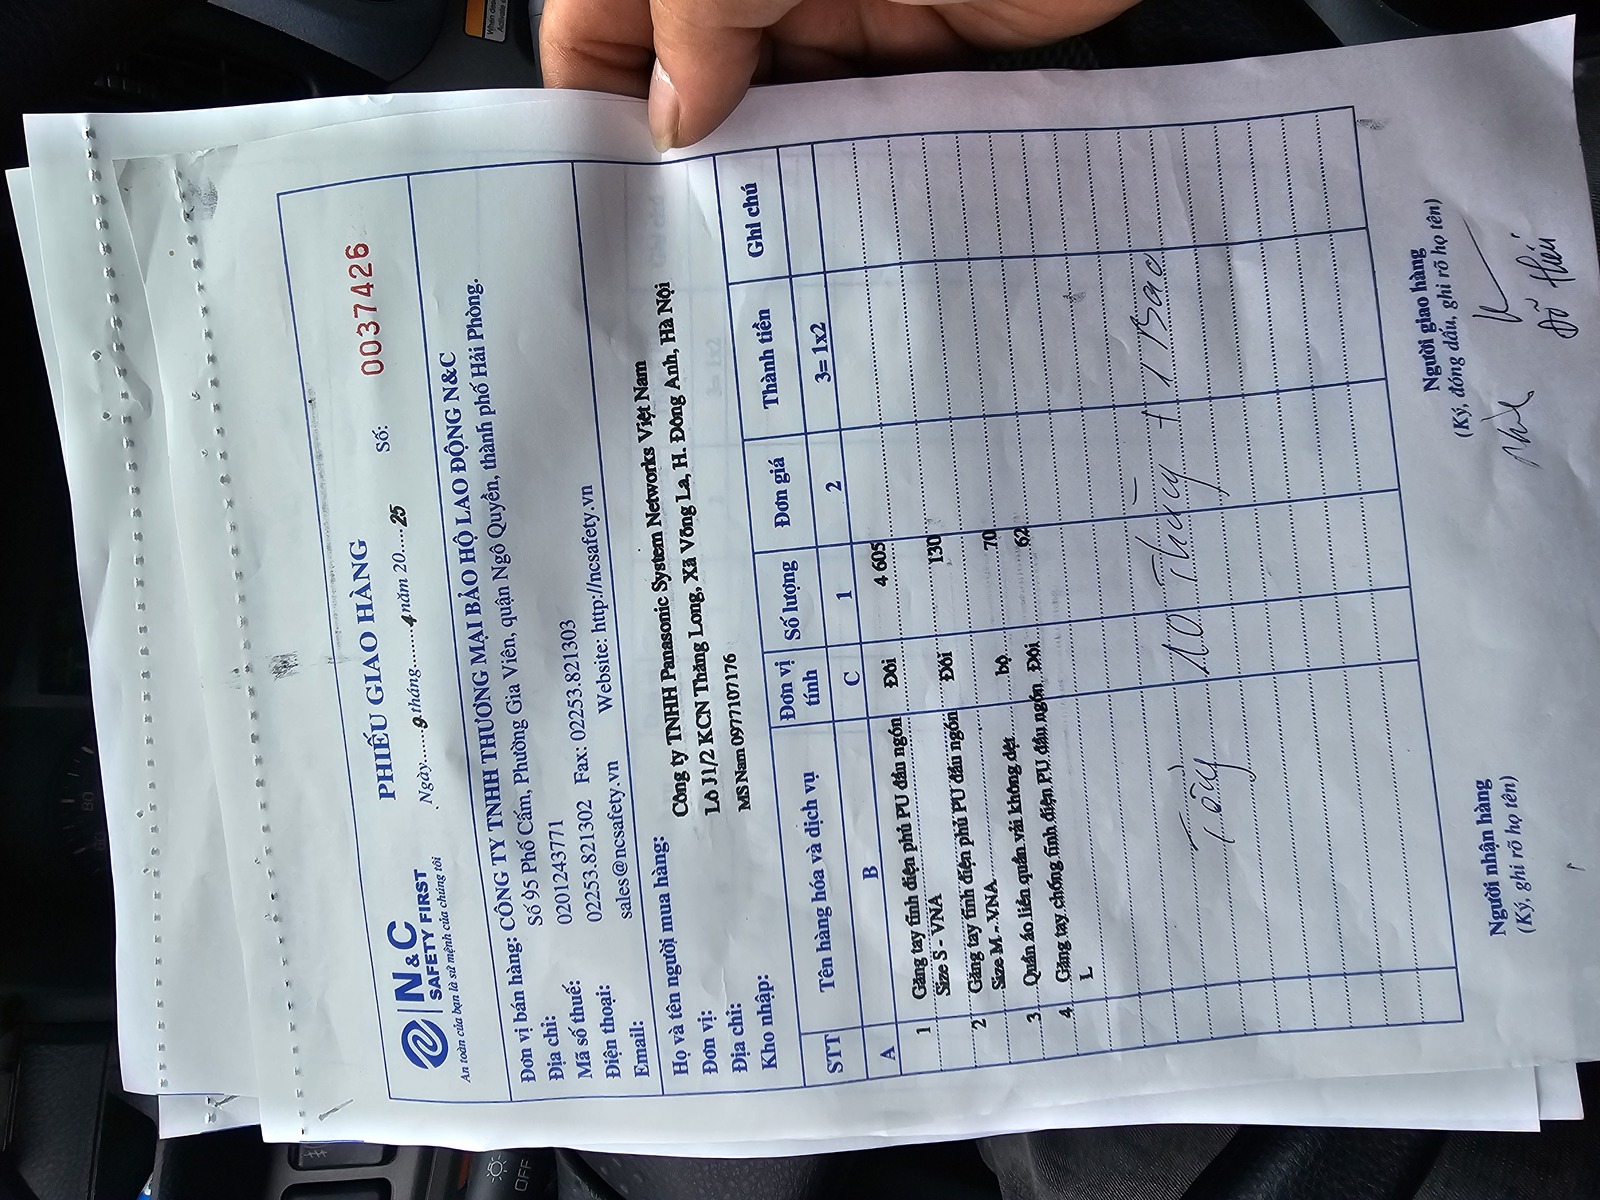 N&C
SAFETY FIRST
An toàn của bạn là sứ mệnh của chúng tôi
PHIẾU GIAO HÀNG
Ngày.....9 tháng.....4 năm 20....25
Số: 0037426
Đơn vị bán hàng: CÔNG TY TNHH THƯƠNG MẠI BẢO HỘ LAO ĐỘNG N&C
Địa chỉ: Số 95 Phố Cấm, Phường Gia Viên, quận Ngô Quyền, thành phố Hải Phòng.
Mã số thuế: 0201243771
Điện thoại: 02253.821302 Fax: 02253.821303
Email: sales@ncsafety.vn Website: http://ncsafety.vn
Họ và tên người mua hàng:
Đơn vị: Công ty TNHH Panasonic System Networks Việt Nam
Địa chỉ: Lô J1/2 KCN Thăng Long, Xã Võng La, H. Đông Anh, Hà Nội
Kho nhập: MS Nam 0977107176
STT Tên hàng hóa và dịch vụ Đơn vị tính Số lượng Đơn giá Thành tiền Ghi chú
A B C 1 2 3= 1x2
1 Găng tay tĩnh điện phủ PU đầu ngón Đôi 4 605
Size S - VNA
2 Găng tay tĩnh điện phủ PU đầu ngón Đôi 130
Size M - VNA
3 Quần áo liền quần vải không dệt bộ 70
4 Găng tay chống tĩnh điện PU đầu ngón Đôi 62
L
10 Thùng + 1 Bao
Người nhận hàng
(Ký, ghi rõ họ tên)
Người giao hàng
(Ký, đóng dấu, ghi rõ họ tên)
OFF